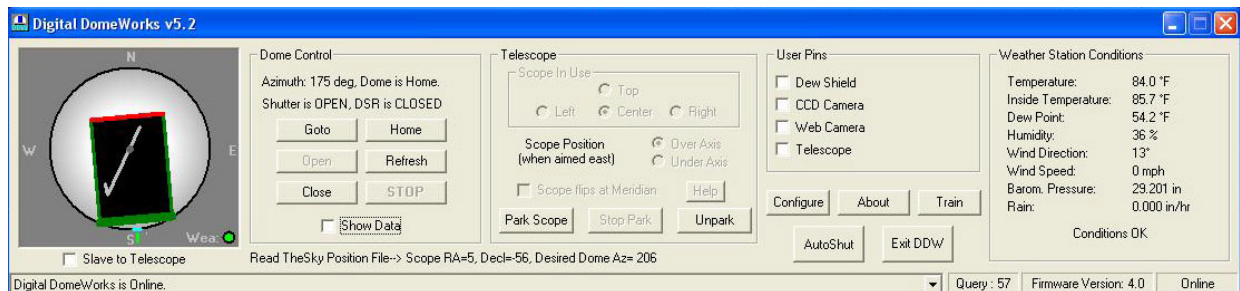 Digital DomeWorks v5.2
N
W
E
S
Wea:
Slave to Telescope
Dome Control
Azimuth: 175 deg, Dome is Home.
Shutter is OPEN, DSR is CLOSED
Goto
Home
Open
Refresh
Close
STOP
Show Data
Telescope
Scope In Use
Top
Left
Center
Right
Scope Position
(when aimed east)
Over Axis
Under Axis
Scope flips at Meridian
Help
Park Scope
Stop Park
Unpark
User Pins
Dew Shield
CCD Camera
Web Camera
Telescope
Configure
About
Train
AutoShut
Exit DDW
Weather Station Conditions
Temperature: 84.0 °F
Inside Temperature: 85.7 °F
Dew Point: 54.2 °F
Humidity: 36 %
Wind Direction: 13°
Wind Speed: 0 mph
Barom. Pressure: 29.201 in
Rain: 0.000 in/hr
Conditions OK
Read TheSky Position File--> Scope RA=5, Decl=-56, Desired Dome Az= 206
Digital DomeWorks is Online.
Query : 57
Firmware Version: 4.0
Online